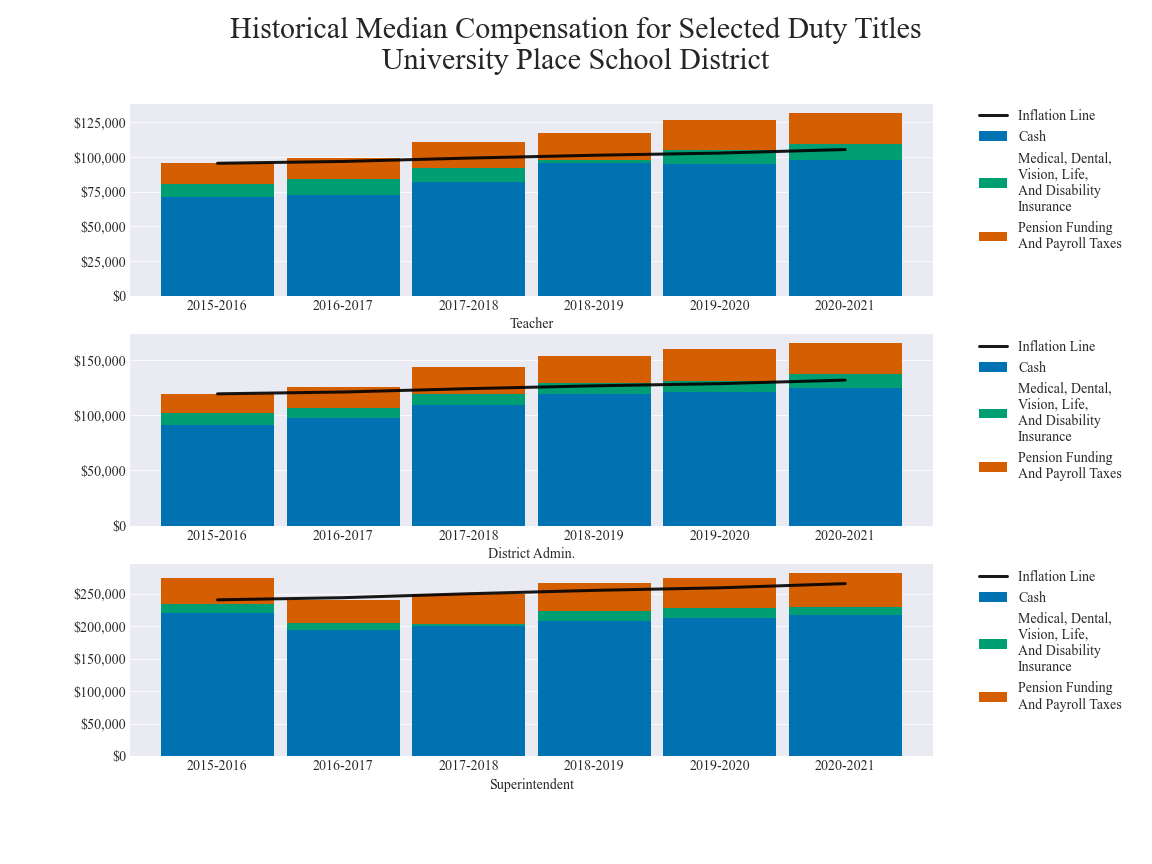 Historical Median Compensation for Selected Duty Titles
University Place School District
$125,000
$100,000
$75,000
$50,000
$25,000
$0
2015-2016 2016-2017 2017-2018 2018-2019 2019-2020 2020-2021
Teacher
Inflation Line
Cash
Medical, Dental,
Vision, Life,
And Disability
Insurance
Pension Funding
And Payroll Taxes
$150,000
$100,000
$50,000
$0
2015-2016 2016-2017 2017-2018 2018-2019 2019-2020 2020-2021
District Admin.
Inflation Line
Cash
Medical, Dental,
Vision, Life,
And Disability
Insurance
Pension Funding
And Payroll Taxes
$250,000
$200,000
$150,000
$100,000
$50,000
$0
2015-2016 2016-2017 2017-2018 2018-2019 2019-2020 2020-2021
Superintendent
Inflation Line
Cash
Medical, Dental,
Vision, Life,
And Disability
Insurance
Pension Funding
And Payroll Taxes